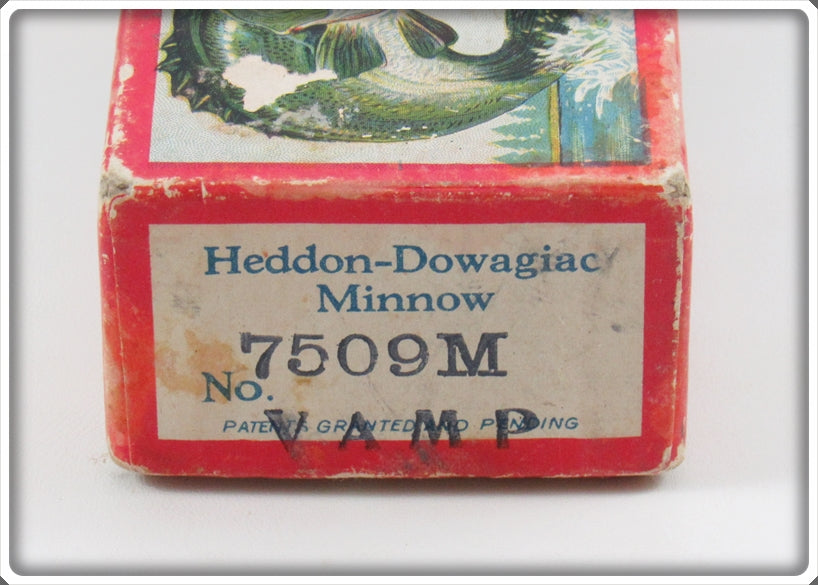 Heddon-Dowagiac
Minnow
7509M
No.
PATENTS GRANTED AND PENDING
VAMP